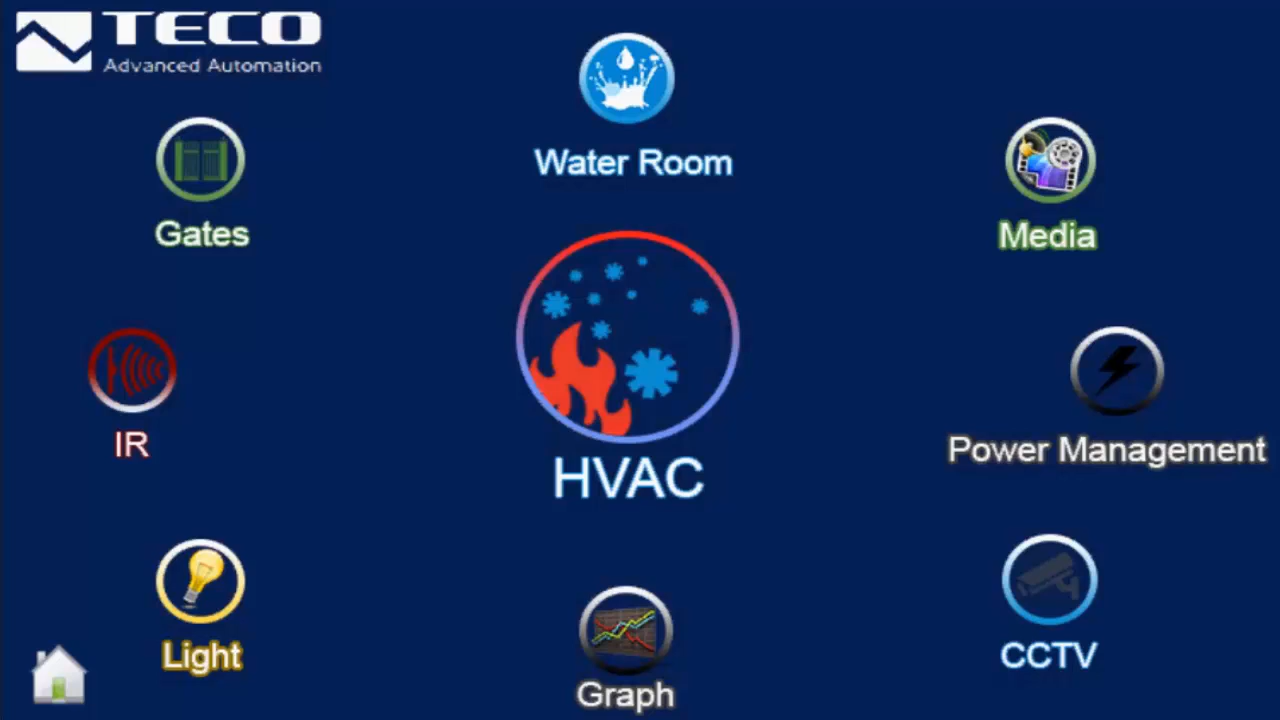 TECO
Advanced Automation
Water Room
Gates
Media
HVAC
IR
Power Management
Light
CCTV
Graph